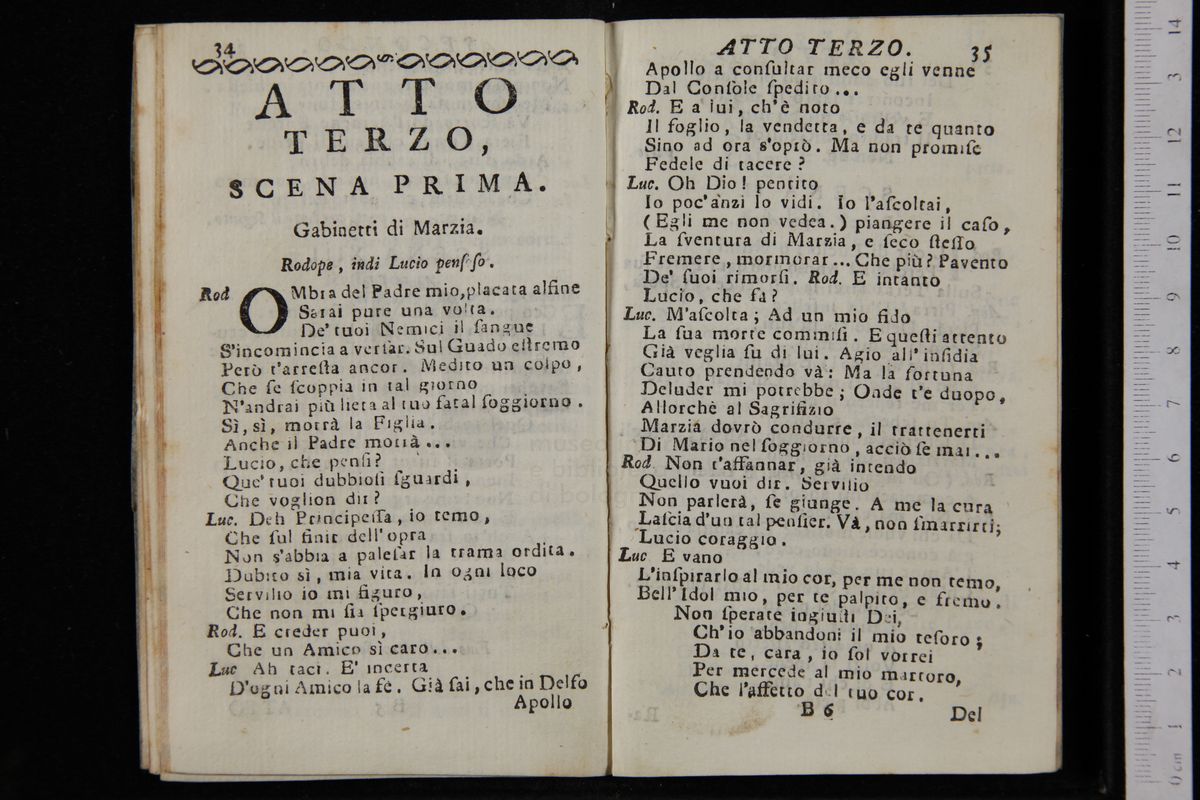 34
ATTO
TERZO,
SCENA PRIMA.
Gabinetti di Marzia.
Rodope, indi Lucio penſoſo.
Rod OMbra del Padre mio, placata alfine
Sarai pure una volta.
De' tuoi Nemici il ſangue
S'incomincia a verſar. Sul Guado eſtremo
Però t'arreſta ancor. Medito un colpo,
Che ſe ſcoppia in tal giorno
N'andrai più lieta al tuo fatal ſoggiorno.
Sì, sì, morrà la Figlia.
Anche il Padre morrà...
Lucio, che penſi?
Que' tuoi dubbioſi ſguardi,
Che voglion dir?
Luc. Deh Principeſſa, io temo,
Che ſul finir dell'opra
Non s'abbia a paleſar la trama ordita.
Dubito sì, mia vita. In ogni loco
Servilio io mi figuro,
Che non mi ſia ſpergiuro.
Rod. E creder puoi,
Che un Amico sì caro...
Luc Ah taci. E' incerta
D'ogni Amico la fè. Già ſai, che in Delfo
Apollo
ATTO TERZO. 35
Apollo a conſultar meco egli venne
Dal Conſole ſpedito...
Rod. E a lui, ch'è noto
Il foglio, la vendetta, e da te quanto
Sino ad ora s'oprò. Ma non promiſe
Fedele di tacere?
Luc. Oh Dio! pentito
Io poc'anzi lo vidi. Io l'aſcoltai,
(Egli me non vedea.) piangere il caſo,
La ſventura di Marzia, e ſeco ſteſſo
Fremere, mormorar... Che più? Pavento
De' ſuoi rimorſi. Rod. E intanto
Lucio, che fa?
Luc. M'aſcolta; Ad un mio fido
La ſua morte commiſi. E queſti attento
Già veglia ſu di lui. Agio all' inſidia
Cauto prendendo và: Ma la fortuna
Deluder mi potrebbe; Onde t'e duopo,
Allorchè al Sagrifizio
Marzia dovrò condurre, il trattenerti
Di Mario nel ſoggiorno, acciò ſe mai...
Rod. Non t'affannar, già intendo
Quello vuoi dir. Servilio
Non parlerà, ſe giunge. A me la cura
Laſcia d'un tal penſier. Và, non ſmarrirti;
Lucio coraggio.
Luc E vano
L'inſpirarlo al mio cor, per me non temo,
Bell'Idol mio, per te palpito, e fremo.
Non ſperate ingiuſti Dei,
Ch'io abbandoni il mio teſoro;
Da te, cara, io ſol vorrei
Per mercede al mio martoro,
Che l'affetto del tuo cor.
B 6 Del